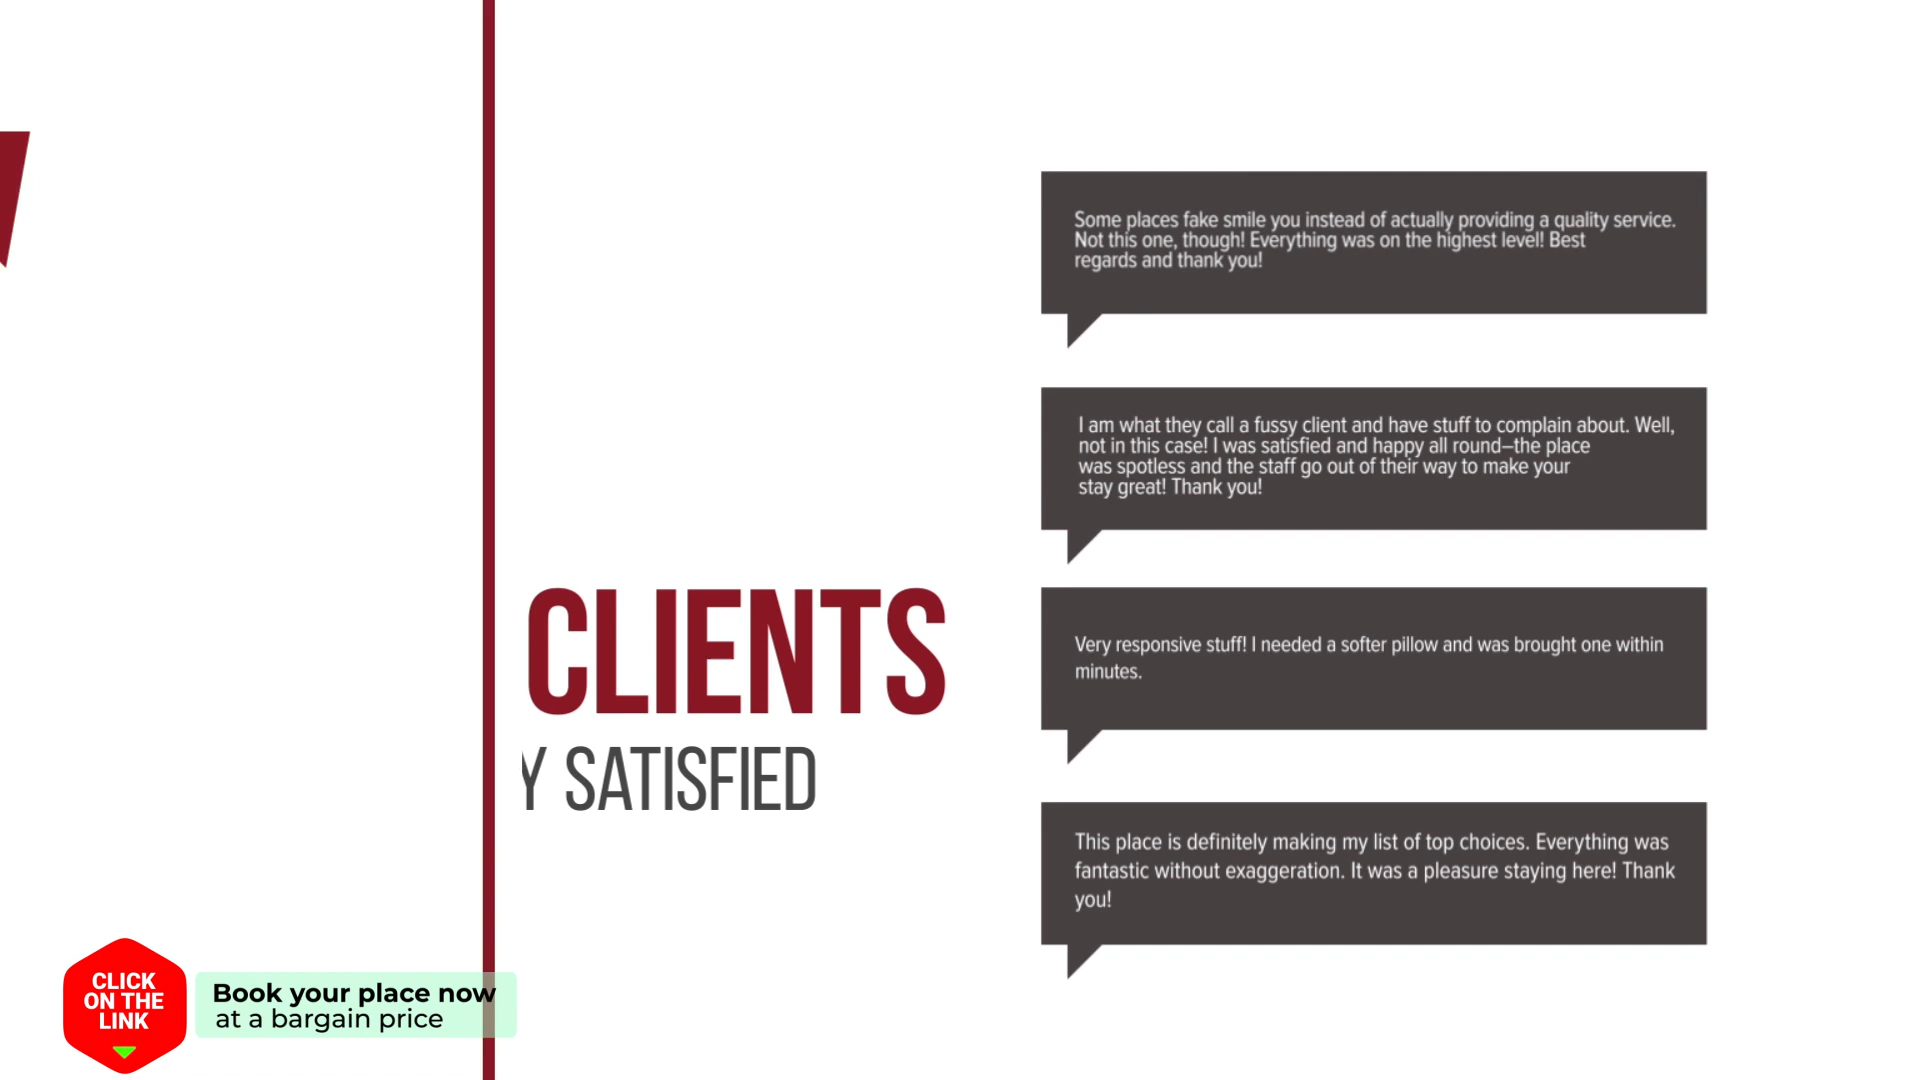 Some places fake smile you instead of actually providing a quality service.
Not this one, though! Everything was on the highest level! Best
regards and thank you!
I am what they call a fussy client and have stuff to complain about. Well,
not in this case! I was satisfied and happy all round–the place
was spotless and the staff go out of their way to make your
stay great! Thank you!
CLIENTS
Y SATISFIED
Very responsive stuff! I needed a softer pillow and was brought one within
minutes.
This place is definitely making my list of top choices. Everything was
fantastic without exaggeration. It was a pleasure staying here! Thank
you!
CLICK
ON THE
LINK
Book your place now
at a bargain price